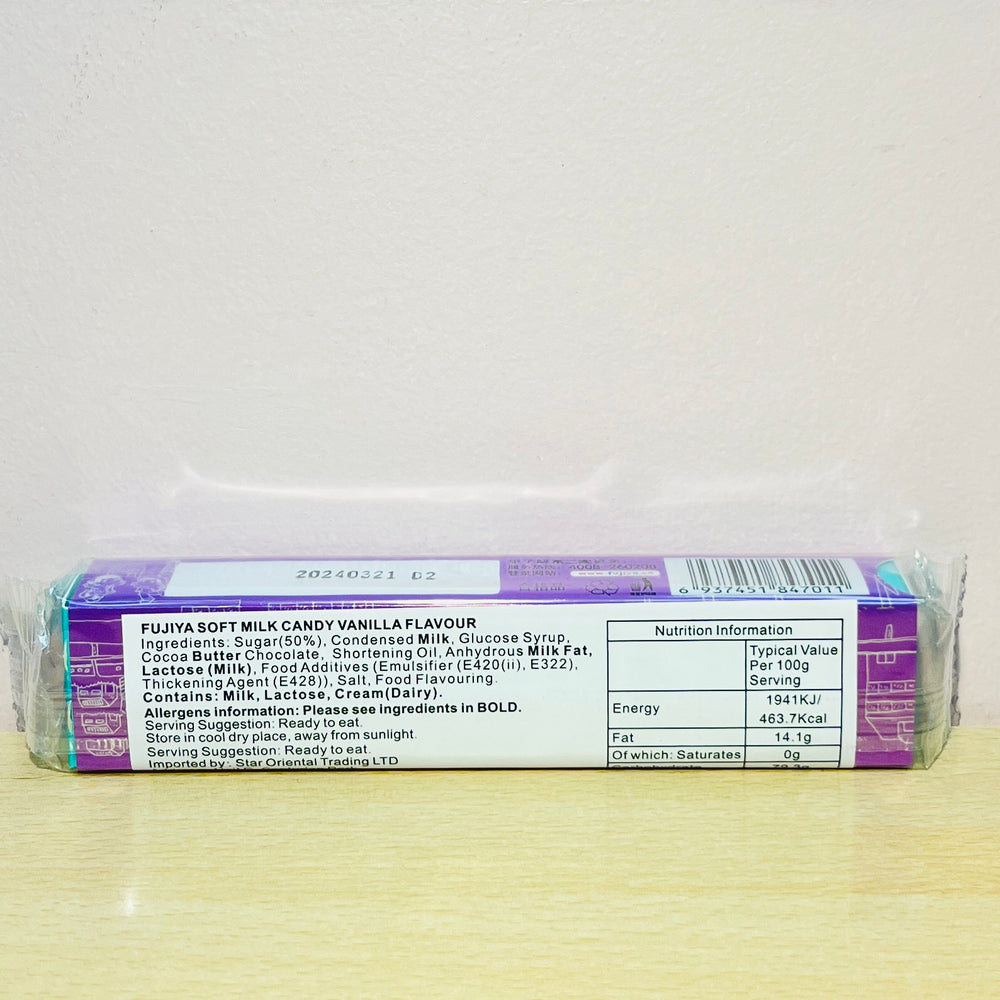 20240321 D2
6 937451 847011
FUJIYA SOFT MILK CANDY VANILLA FLAVOUR
Ingredients: Sugar(50%), Condensed Milk, Glucose Syrup,
Cocoa Butter Chocolate, Shortening Oil, Anhydrous Milk Fat,
Lactose (Milk), Food Additives (Emulsifier (E420(ii), E322),
Thickening Agent (E428)), Salt, Food Flavouring.
Contains: Milk, Lactose, Cream(Dairy).
Allergens information: Please see ingredients in BOLD.
Serving Suggestion: Ready to eat.
Store in cool dry place, away from sunlight.
Serving Suggestion: Ready to eat.
Imported by: Star Oriental Trading LTD
Nutrition Information
Typical Value
Per 100g
Serving
Energy 1941KJ/
463.7Kcal
Fat 14.1g
Of which: Saturates 0g